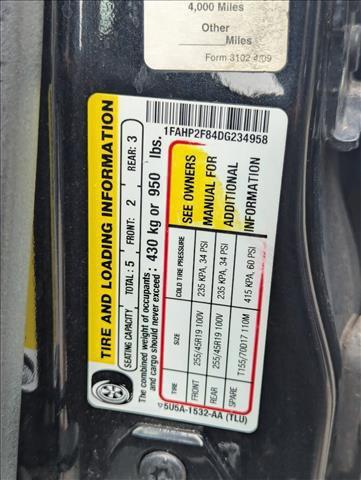 4,000 Miles
Other
Miles
Form 3102 4/09
1FAHP2F84DG234958
TIRE AND LOADING INFORMATION
SEATING CAPACITY TOTAL : 5 FRONT: 2 REAR: 3
The combined weight of occupants
and cargo should never exceed : 430 kg or 950 lbs.
TIRE SIZE COLD TIRE PRESSURE
FRONT 255/45R19 100V 235 KPA, 34 PSI
REAR 255/45R19 100V 235 KPA, 34 PSI
SPARE T155/70D17 110M 415 KPA, 60 PSI
SEE OWNERS
MANUAL FOR
ADDITIONAL
INFORMATION
5U5A-1532-AA (TLU)